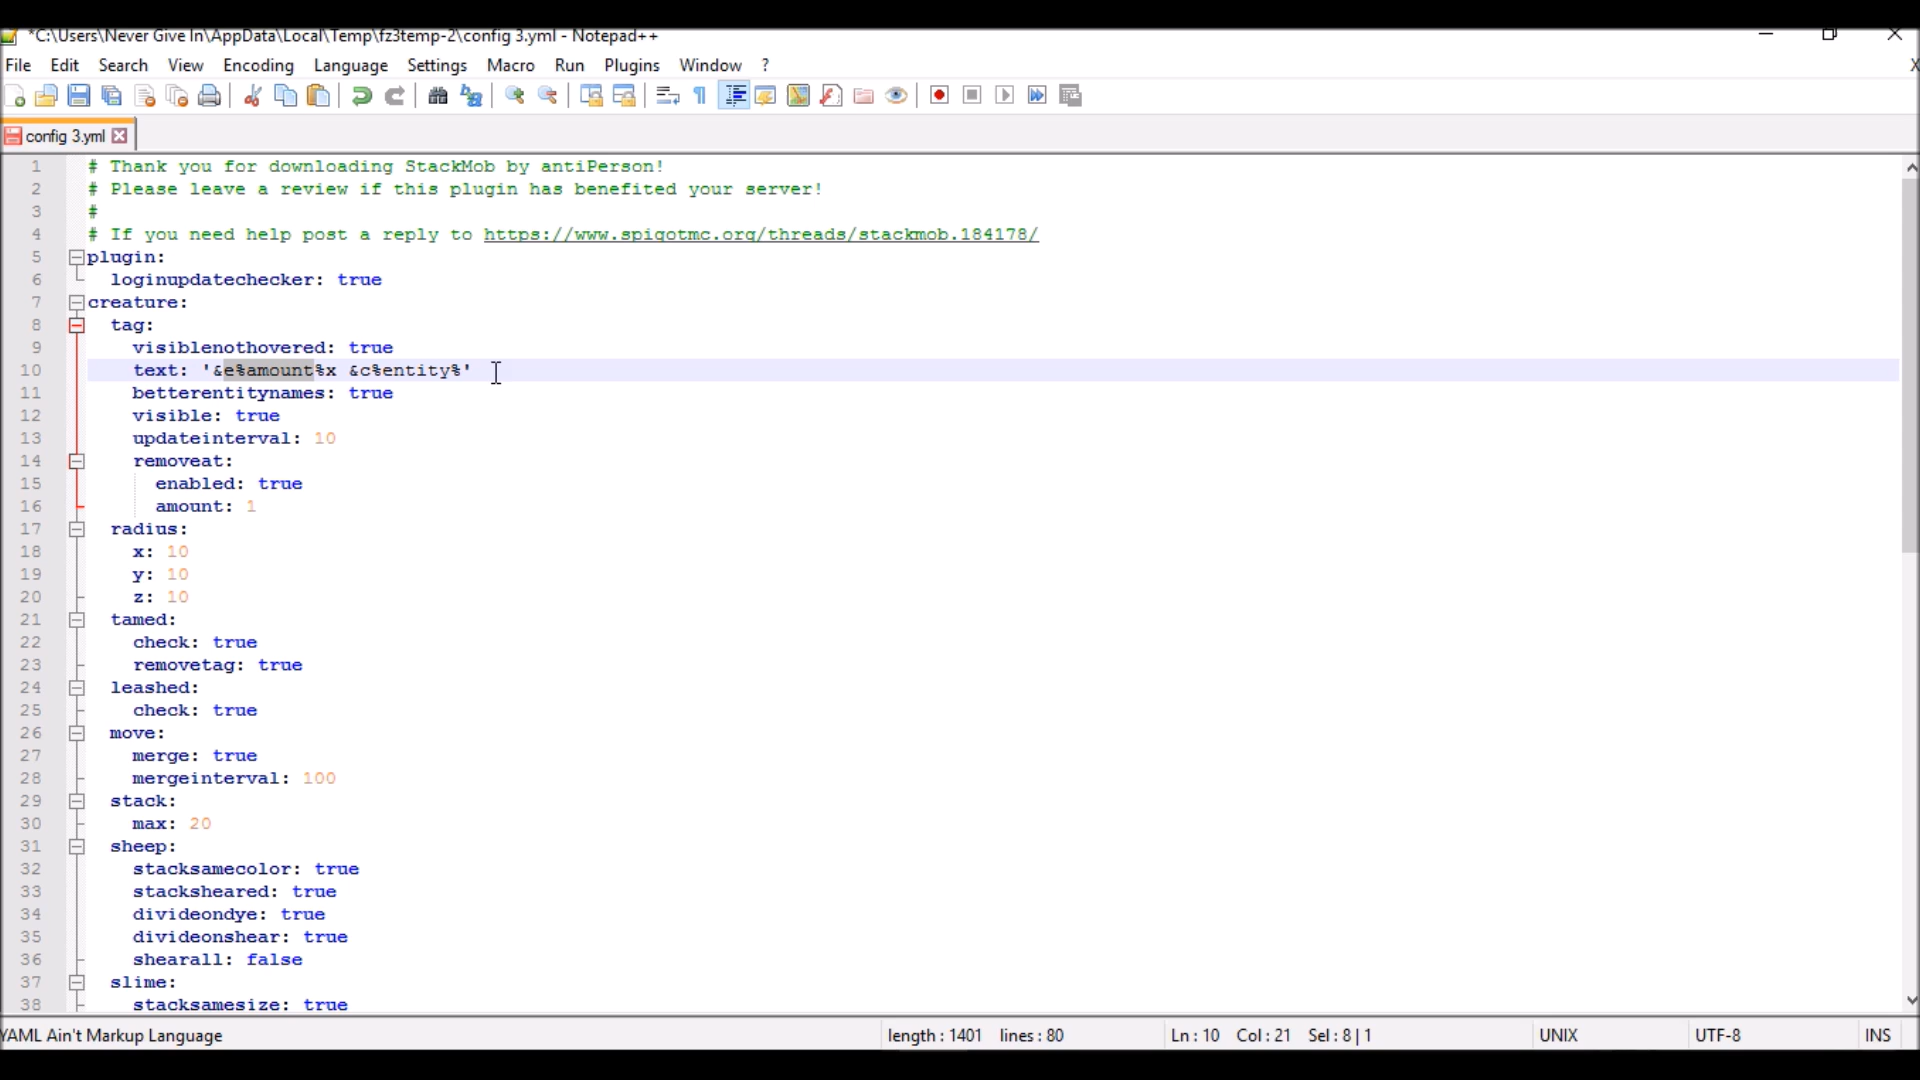 *C:\Users\Never Give In\AppData\Local\Temp\fz3temp-2\config 3.yml - Notepad++
File Edit Search View Encoding Language Settings Macro Run Plugins Window ? X
config 3.yml
1 # Thank you for downloading StackMob by antiPerson!
2 # Please leave a review if this plugin has benefited your server!
3 #
4 # If you need help post a reply to https://www.spigotmc.org/threads/stackmob.184178/
5 plugin:
6 loginupdatechecker: true
7 creature:
8 tag:
9 visiblenothovered: true
10 text: '&e%amount%x &c%entity%'
11 betterentitynames: true
12 visible: true
13 updateinterval: 10
14 removeat:
15 enabled: true
16 amount: 1
17 radius:
18 x: 10
19 y: 10
20 z: 10
21 tamed:
22 check: true
23 removetag: true
24 leashed:
25 check: true
26 move:
27 merge: true
28 mergeinterval: 100
29 stack:
30 max: 20
31 sheep:
32 stacksamecolor: true
33 stacksheared: true
34 divideondye: true
35 divideonshear: true
36 shearall: false
37 slime:
38 stacksamesize: true
YAML Ain't Markup Language length : 1401 lines : 80 Ln : 10 Col : 21 Sel : 8 | 1 UNIX UTF-8 INS